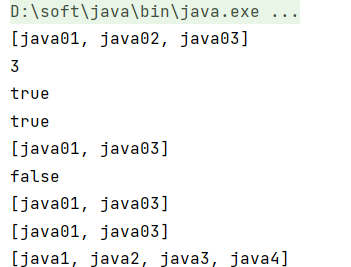 D:\soft\java\bin\java.exe ...
[java01, java02, java03]
3
true
true
[java01, java03]
false
[java01, java03]
[java01, java03]
[java1, java2, java3, java4]